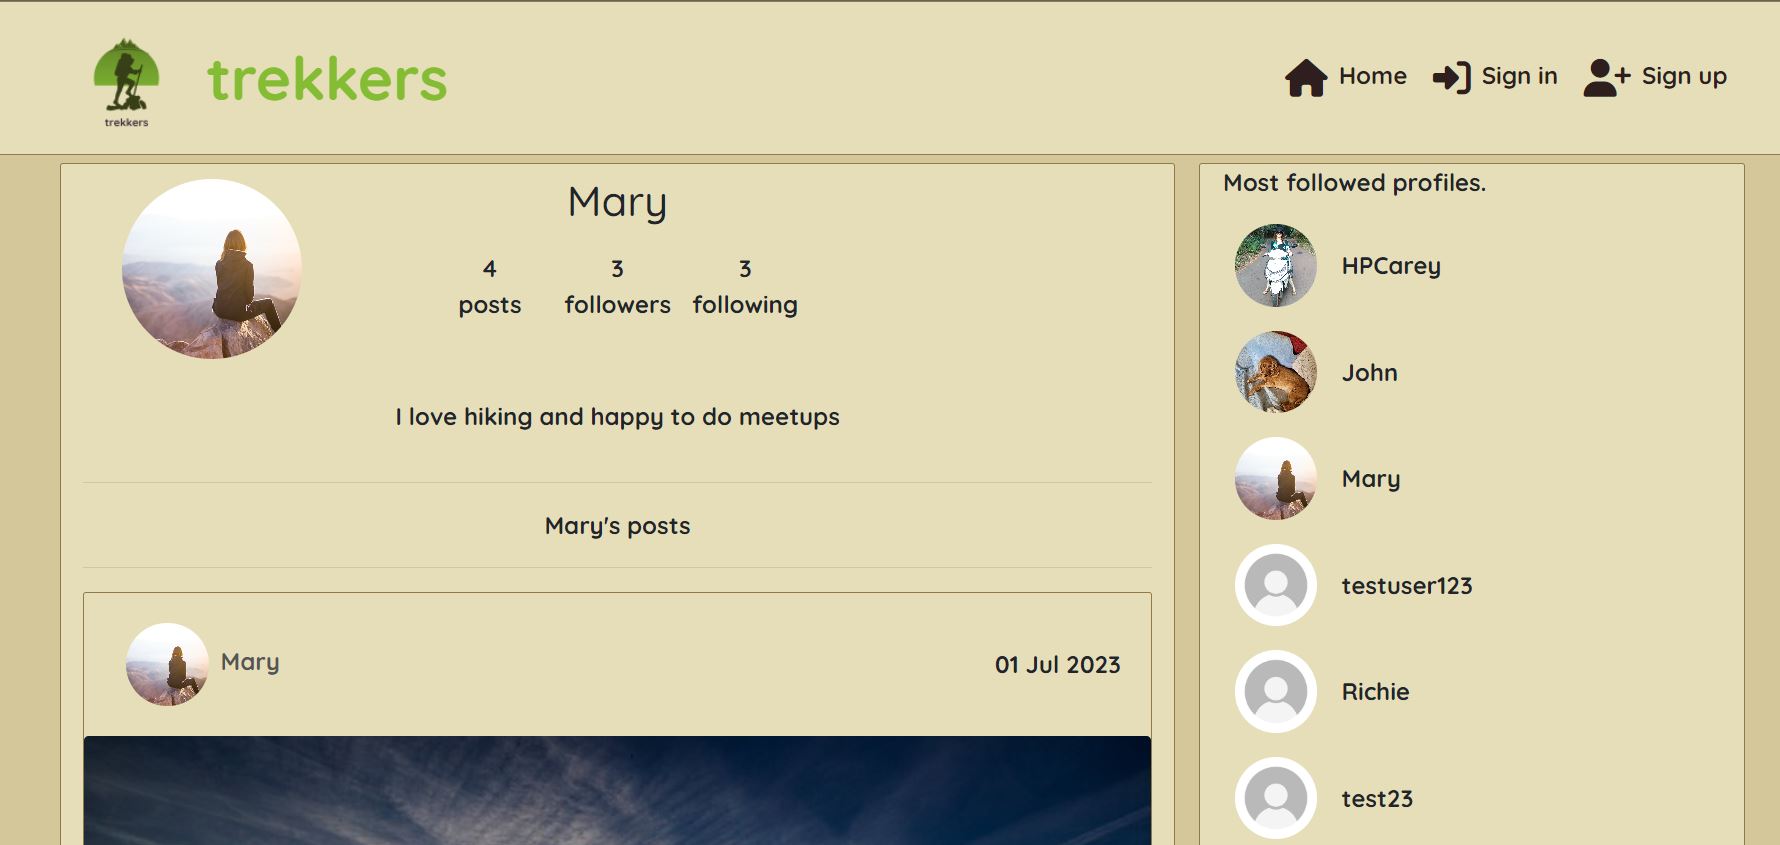 trekkers
trekkers
Home Sign in Sign up
Mary
4 3 3
posts followers following
I love hiking and happy to do meetups
Mary's posts
Mary 01 Jul 2023
Most followed profiles.
HPCarey
John
Mary
testuser123
Richie
test23